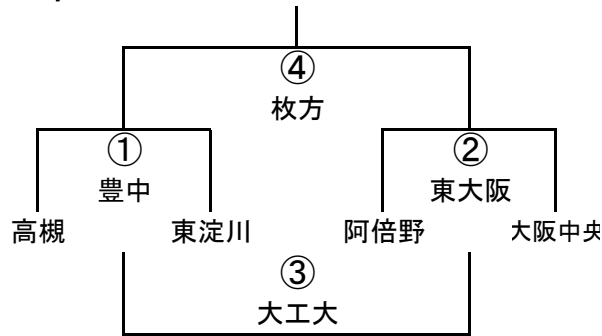 ④
枚方
① ②
豊中 東大阪
高槻 東淀川 阿倍野 大阪中央
③
大工大